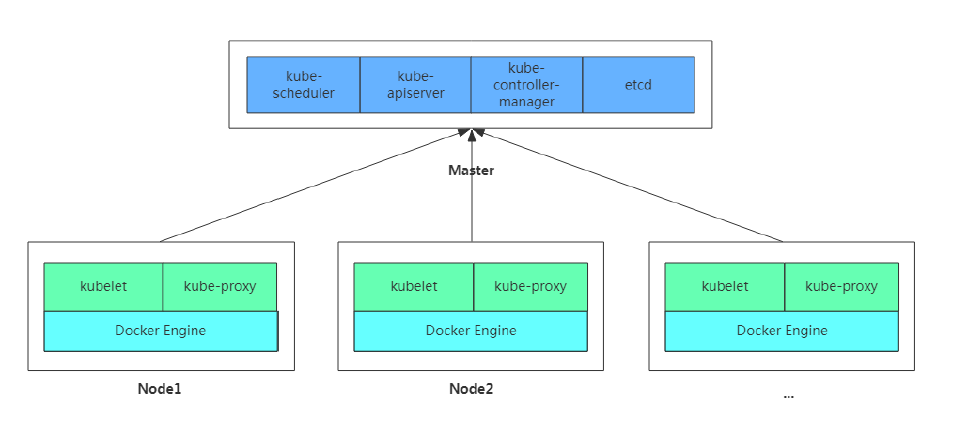 kube-
scheduler
kube-
apiserver
kube-
controller-
manager
etcd
Master
kubelet
kube-proxy
Docker Engine
Node1
kubelet
kube-proxy
Docker Engine
Node2
kubelet
kube-proxy
Docker Engine
...